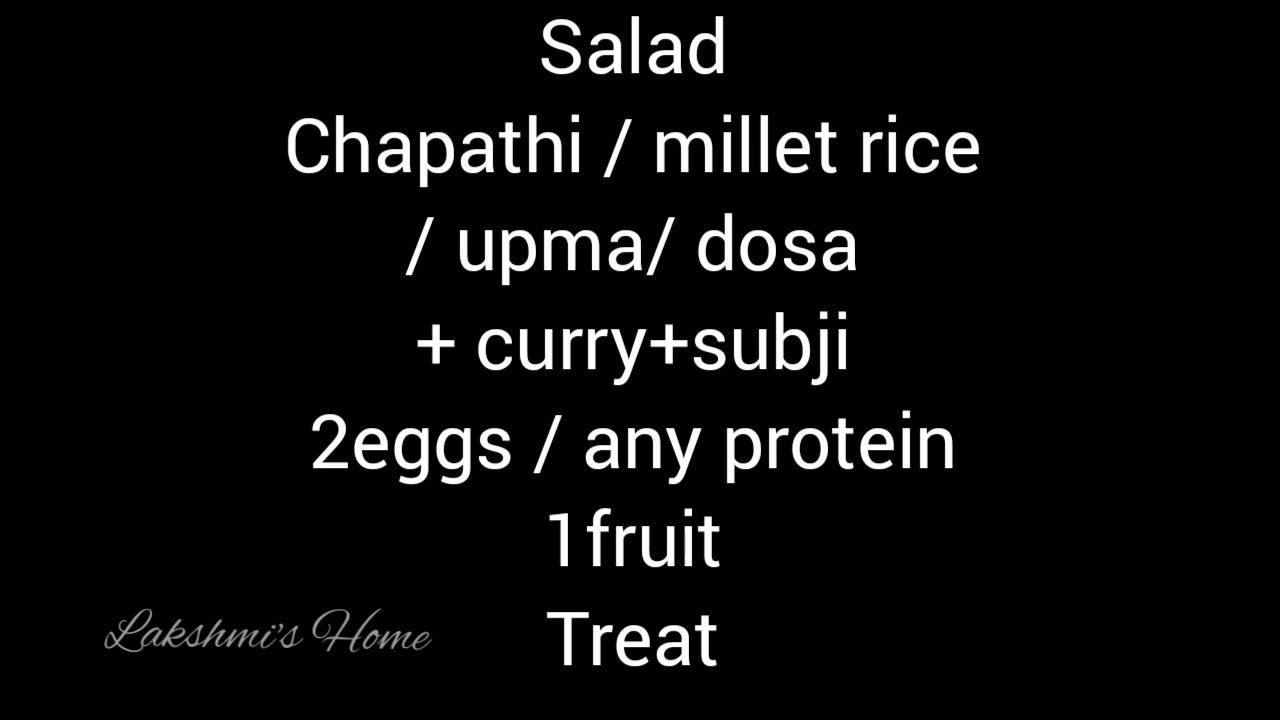 Salad
Chapathi / millet rice
/ upma/ dosa
+ curry+subji
2eggs / any protein
1fruit
Treat
Lakshmi's Home